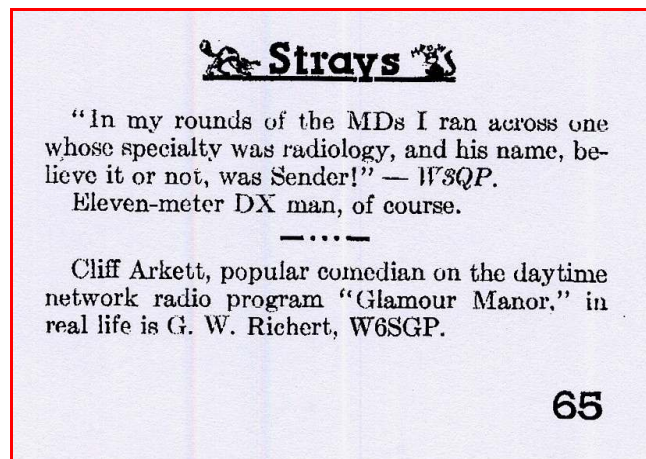 Strays
MEOW
"In my rounds of the MDs I ran across one
whose specialty was radiology, and his name, be-
lieve it or not, was Sender!" — W8QP.
Eleven-meter DX man, of course.
Cliff Arkett, popular comedian on the daytime
network radio program "Glamour Manor," in
real life is G. W. Richert, W6SGP.
65